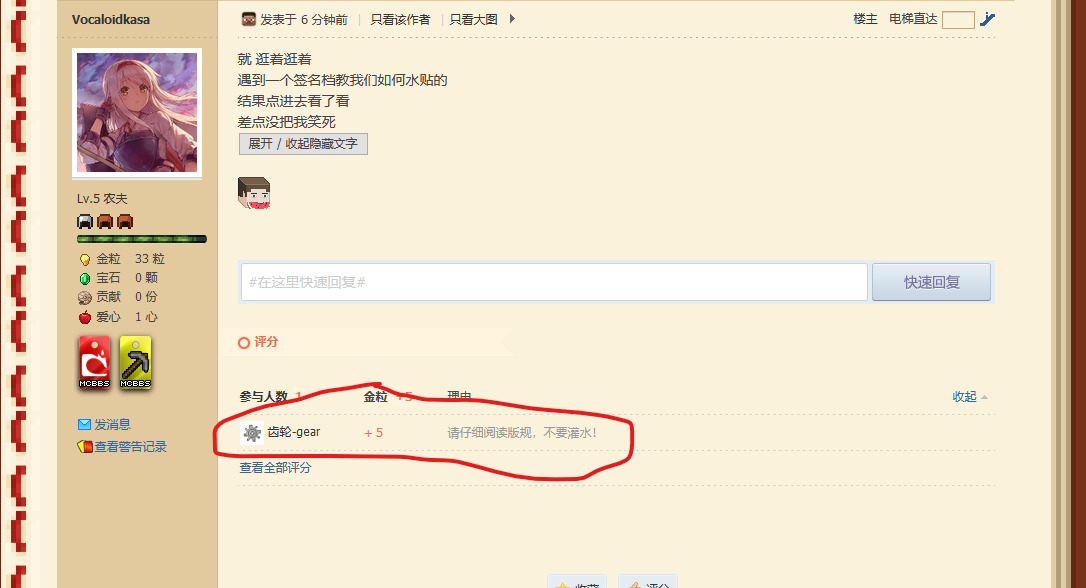 Vocaloidkasa
发表于 6 分钟前 只看该作者 只看大图
楼主 电梯直达
就 逛着逛着
遇到一个签名档教我们如何水贴的
结果点进去看了看
差点没把我笑死
展开 / 收起隐藏文字
Lv.5 农夫
金粒 33 粒
宝石 0 颗
贡献 0 份
爱心 1 心
MCBBS MCBBS
发消息
查看警告记录
#在这里快速回复#
快速回复
评分
参与人数 1 金粒 +5 理由 收起
齿轮-gear + 5 请仔细阅读版规，不要灌水!
查看全部评分
收藏 评分